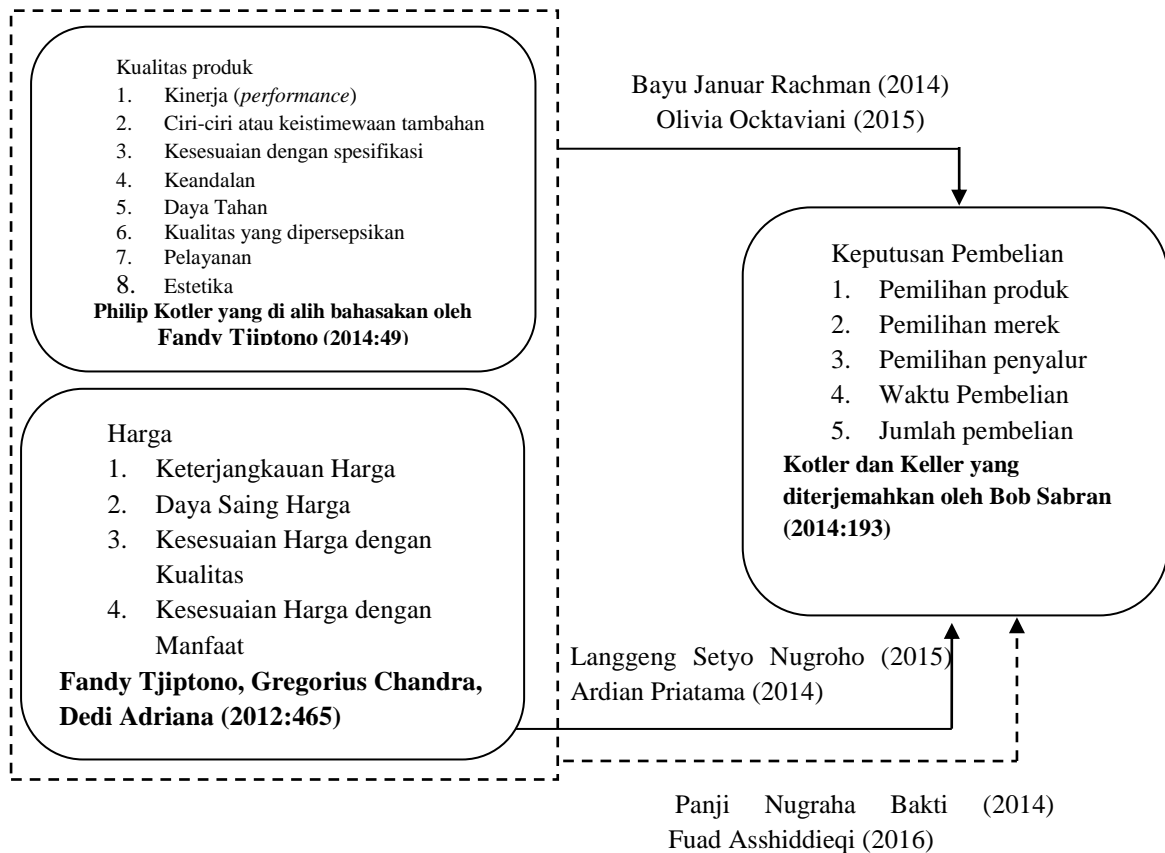 Kualitas produk
1. Kinerja (performance)
2. Ciri-ciri atau keistimewaan tambahan
3. Kesesuaian dengan spesifikasi
4. Keandalan
5. Daya Tahan
6. Kualitas yang dipersepsikan
7. Pelayanan
8. Estetika
Philip Kotler yang di alih bahasakan oleh
Fandy Tjiptono (2014:49)
Harga
1. Keterjangkauan Harga
2. Daya Saing Harga
3. Kesesuaian Harga dengan
Kualitas
4. Kesesuaian Harga dengan
Manfaat
Fandy Tjiptono, Gregorius Chandra,
Dedi Adriana (2012:465)
Bayu Januar Rachman (2014)
Olivia Ocktaviani (2015)
Keputusan Pembelian
1. Pemilihan produk
2. Pemilihan merek
3. Pemilihan penyalur
4. Waktu Pembelian
5. Jumlah pembelian
Kotler dan Keller yang
diterjemahkan oleh Bob Sabran
(2014:193)
Langgeng Setyo Nugroho (2015)
Ardian Priatama (2014)
Panji Nugraha Bakti (2014)
Fuad Asshiddieqi (2016)